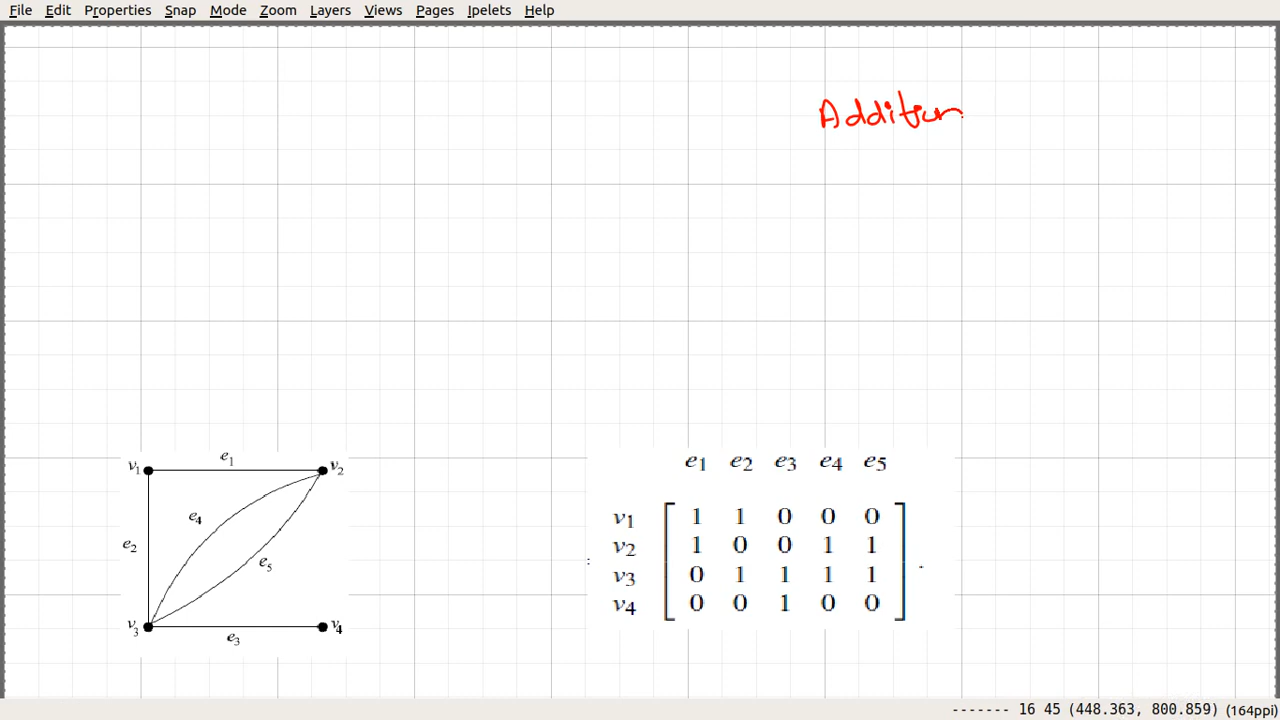 File Edit Properties Snap Mode Zoom Layers Views Pages Ipelets Help
Addition
e1
v1 v2
e4
e2
e5
v3 v4
e3
e1 e2 e3 e4 e5
v1 1 1 0 0 0
v2 1 0 0 1 1
v3 0 1 1 1 1
v4 0 0 1 0 0
------- 16 45 (448.363, 800.859) (164ppi)